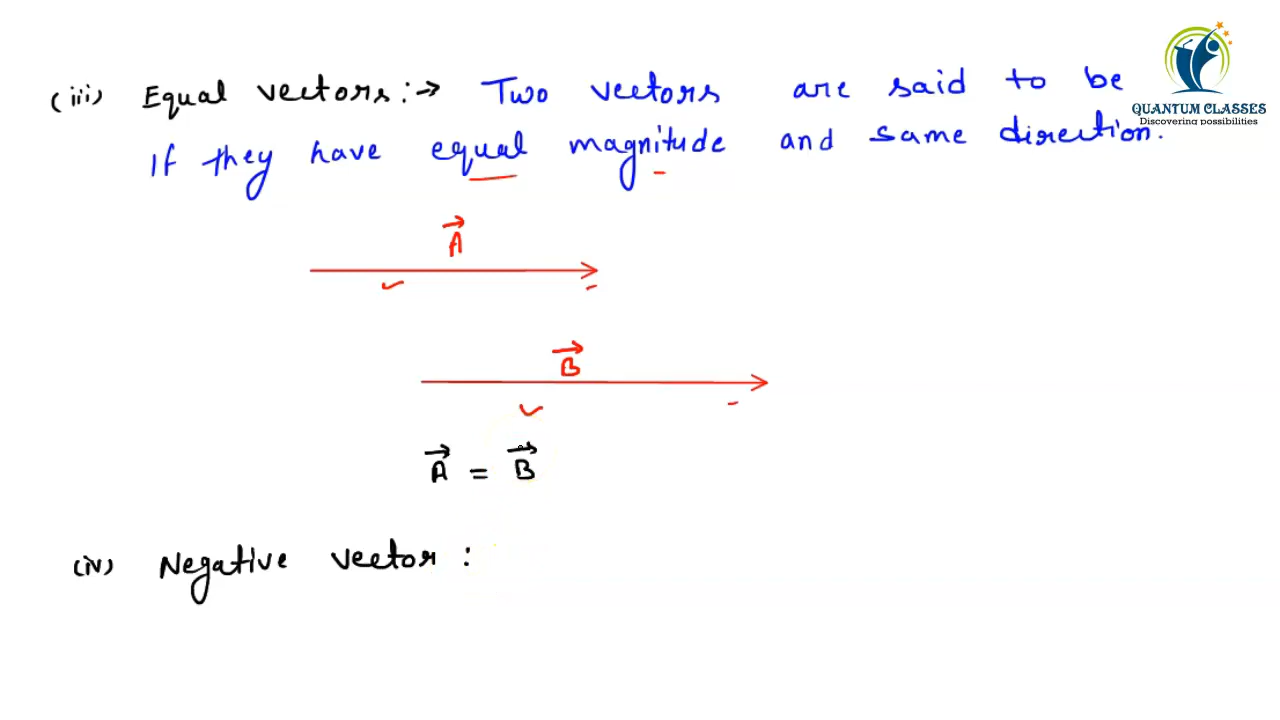 (iii) Equal vectors:→ Two vectors are said to be
If they have equal magnitude and same direction.
QUANTUM CLASSES
Discovering possibilities
A⃗
B⃗
A⃗ = B⃗
(iv) Negative vector: